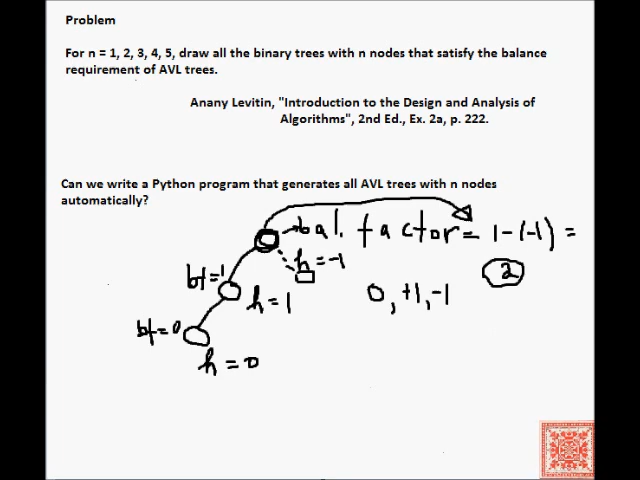 Problem
For n = 1, 2, 3, 4, 5, draw all the binary trees with n nodes that satisfy the balance
requirement of AVL trees.
Anany Levitin, "Introduction to the Design and Analysis of
Algorithms", 2nd Ed., Ex. 2a, p. 222.
Can we write a Python program that generates all AVL trees with n nodes
automatically?
bal. factor = 1-(-1) =
2
h = -1
bf = 1
h = 1
0, +1, -1
bf = 0
h = 0